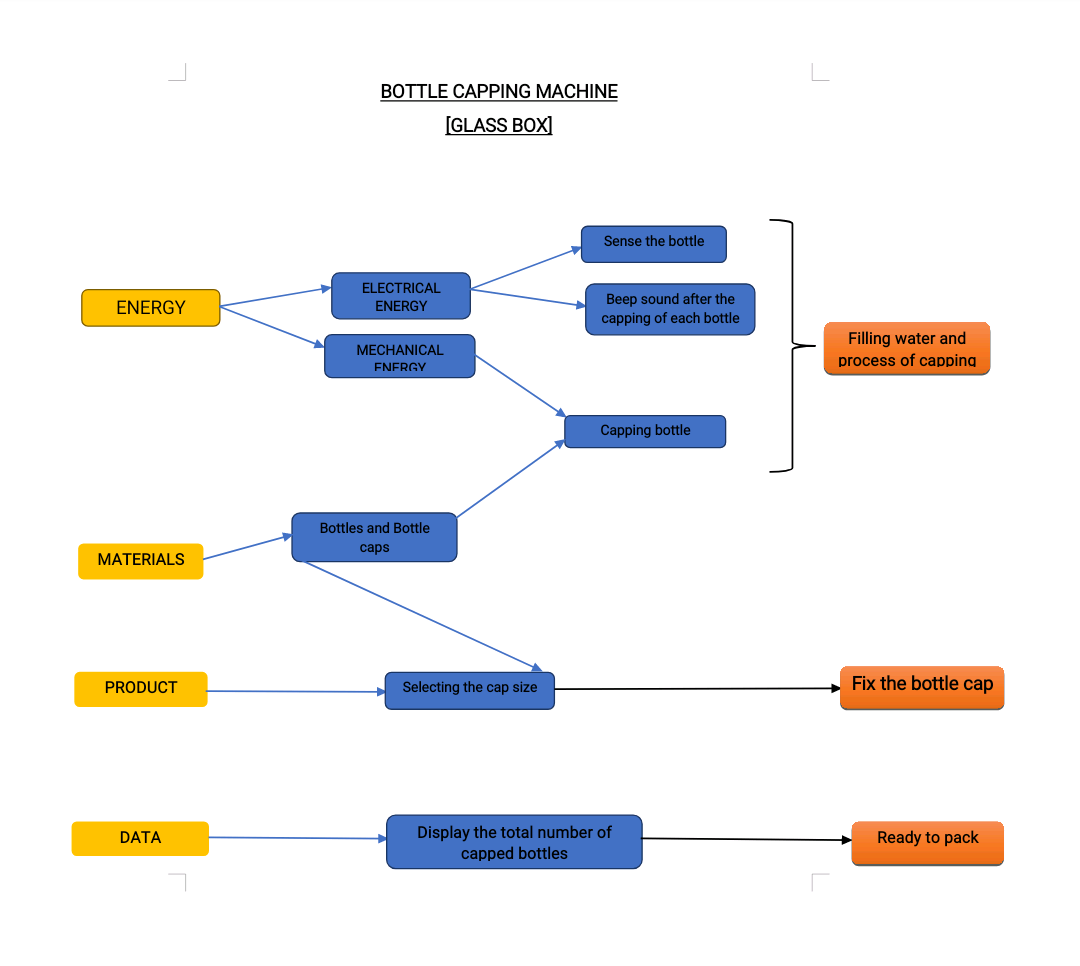 BOTTLE CAPPING MACHINE
[GLASS BOX]
Sense the bottle
ELECTRICAL
ENERGY
Beep sound after the
capping of each bottle
ENERGY
MECHANICAL
ENERGY
Filling water and
process of capping
Capping bottle
Bottles and Bottle
caps
MATERIALS
PRODUCT
Selecting the cap size
Fix the bottle cap
DATA
Display the total number of
capped bottles
Ready to pack